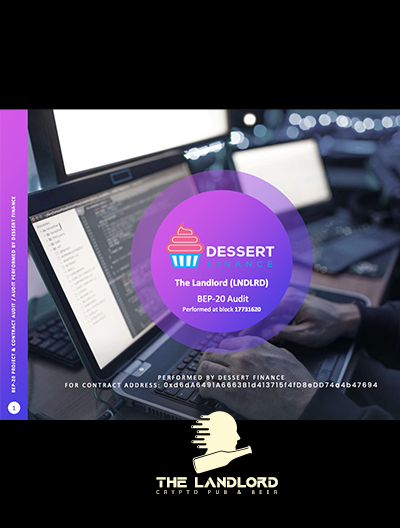 BEP-20 PROJECT & CONTRACT AUDIT / AUDIT PERFORMED BY DESSERT FINANCE
1
DESSERT
FINANCE
The Landlord (LNDLRD)
BEP-20 Audit
Performed at block 17731620
PERFORMED BY DESSERT FINANCE
FOR CONTRACT ADDRESS: 0xd6dA6491A6663B1d413715f4fD8eDD74a4b47694
THE LANDLORD
CRYPTO PUB & BEER